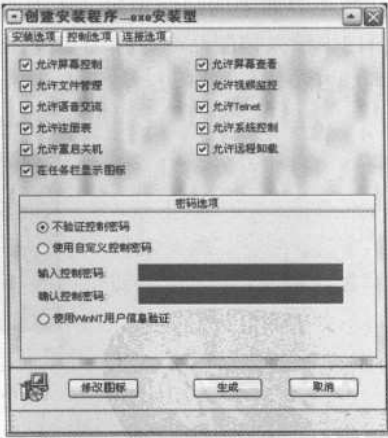 创建安装程序—exe安装型
安装选项 控制选项 连接选项
允许屏幕控制 允许屏幕查看
允许文件管理 允许视频监控
允许语音交流 允许Telnet
允许注册表 允许系统控制
允许重启关机 允许远程卸载
在任务栏显示图标
密码选项
不验证控制密码
使用自定义控制密码
输入控制密码:
确认控制密码:
使用WinNT用户信息验证
修改图标 生成 取消